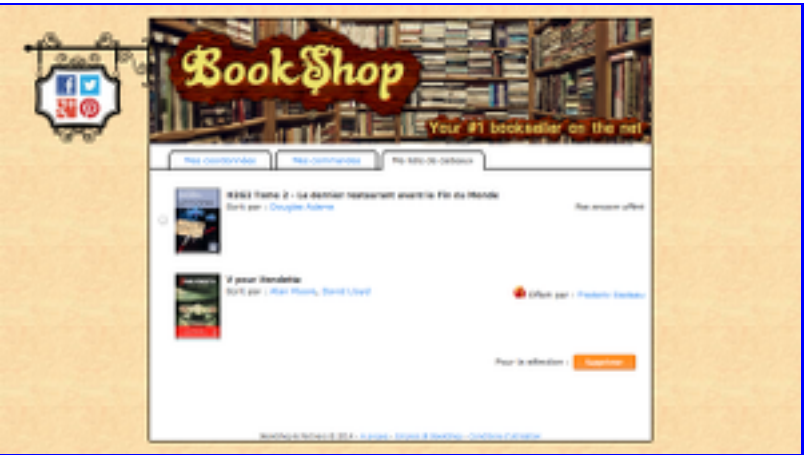 BookShop
Your #1 bookseller on the net
Mes coordonnées
Mes commandes
Ma liste de cadeaux
H2G2 Tome 2 - Le dernier restaurant avant la Fin du Monde
Ecrit par : Douglas Adams
Pas encore offert
V pour Vendetta
Ecrit par : Alan Moore, David Lloyd
Offert par : Frederic
Pour la sélection :
Supprimer